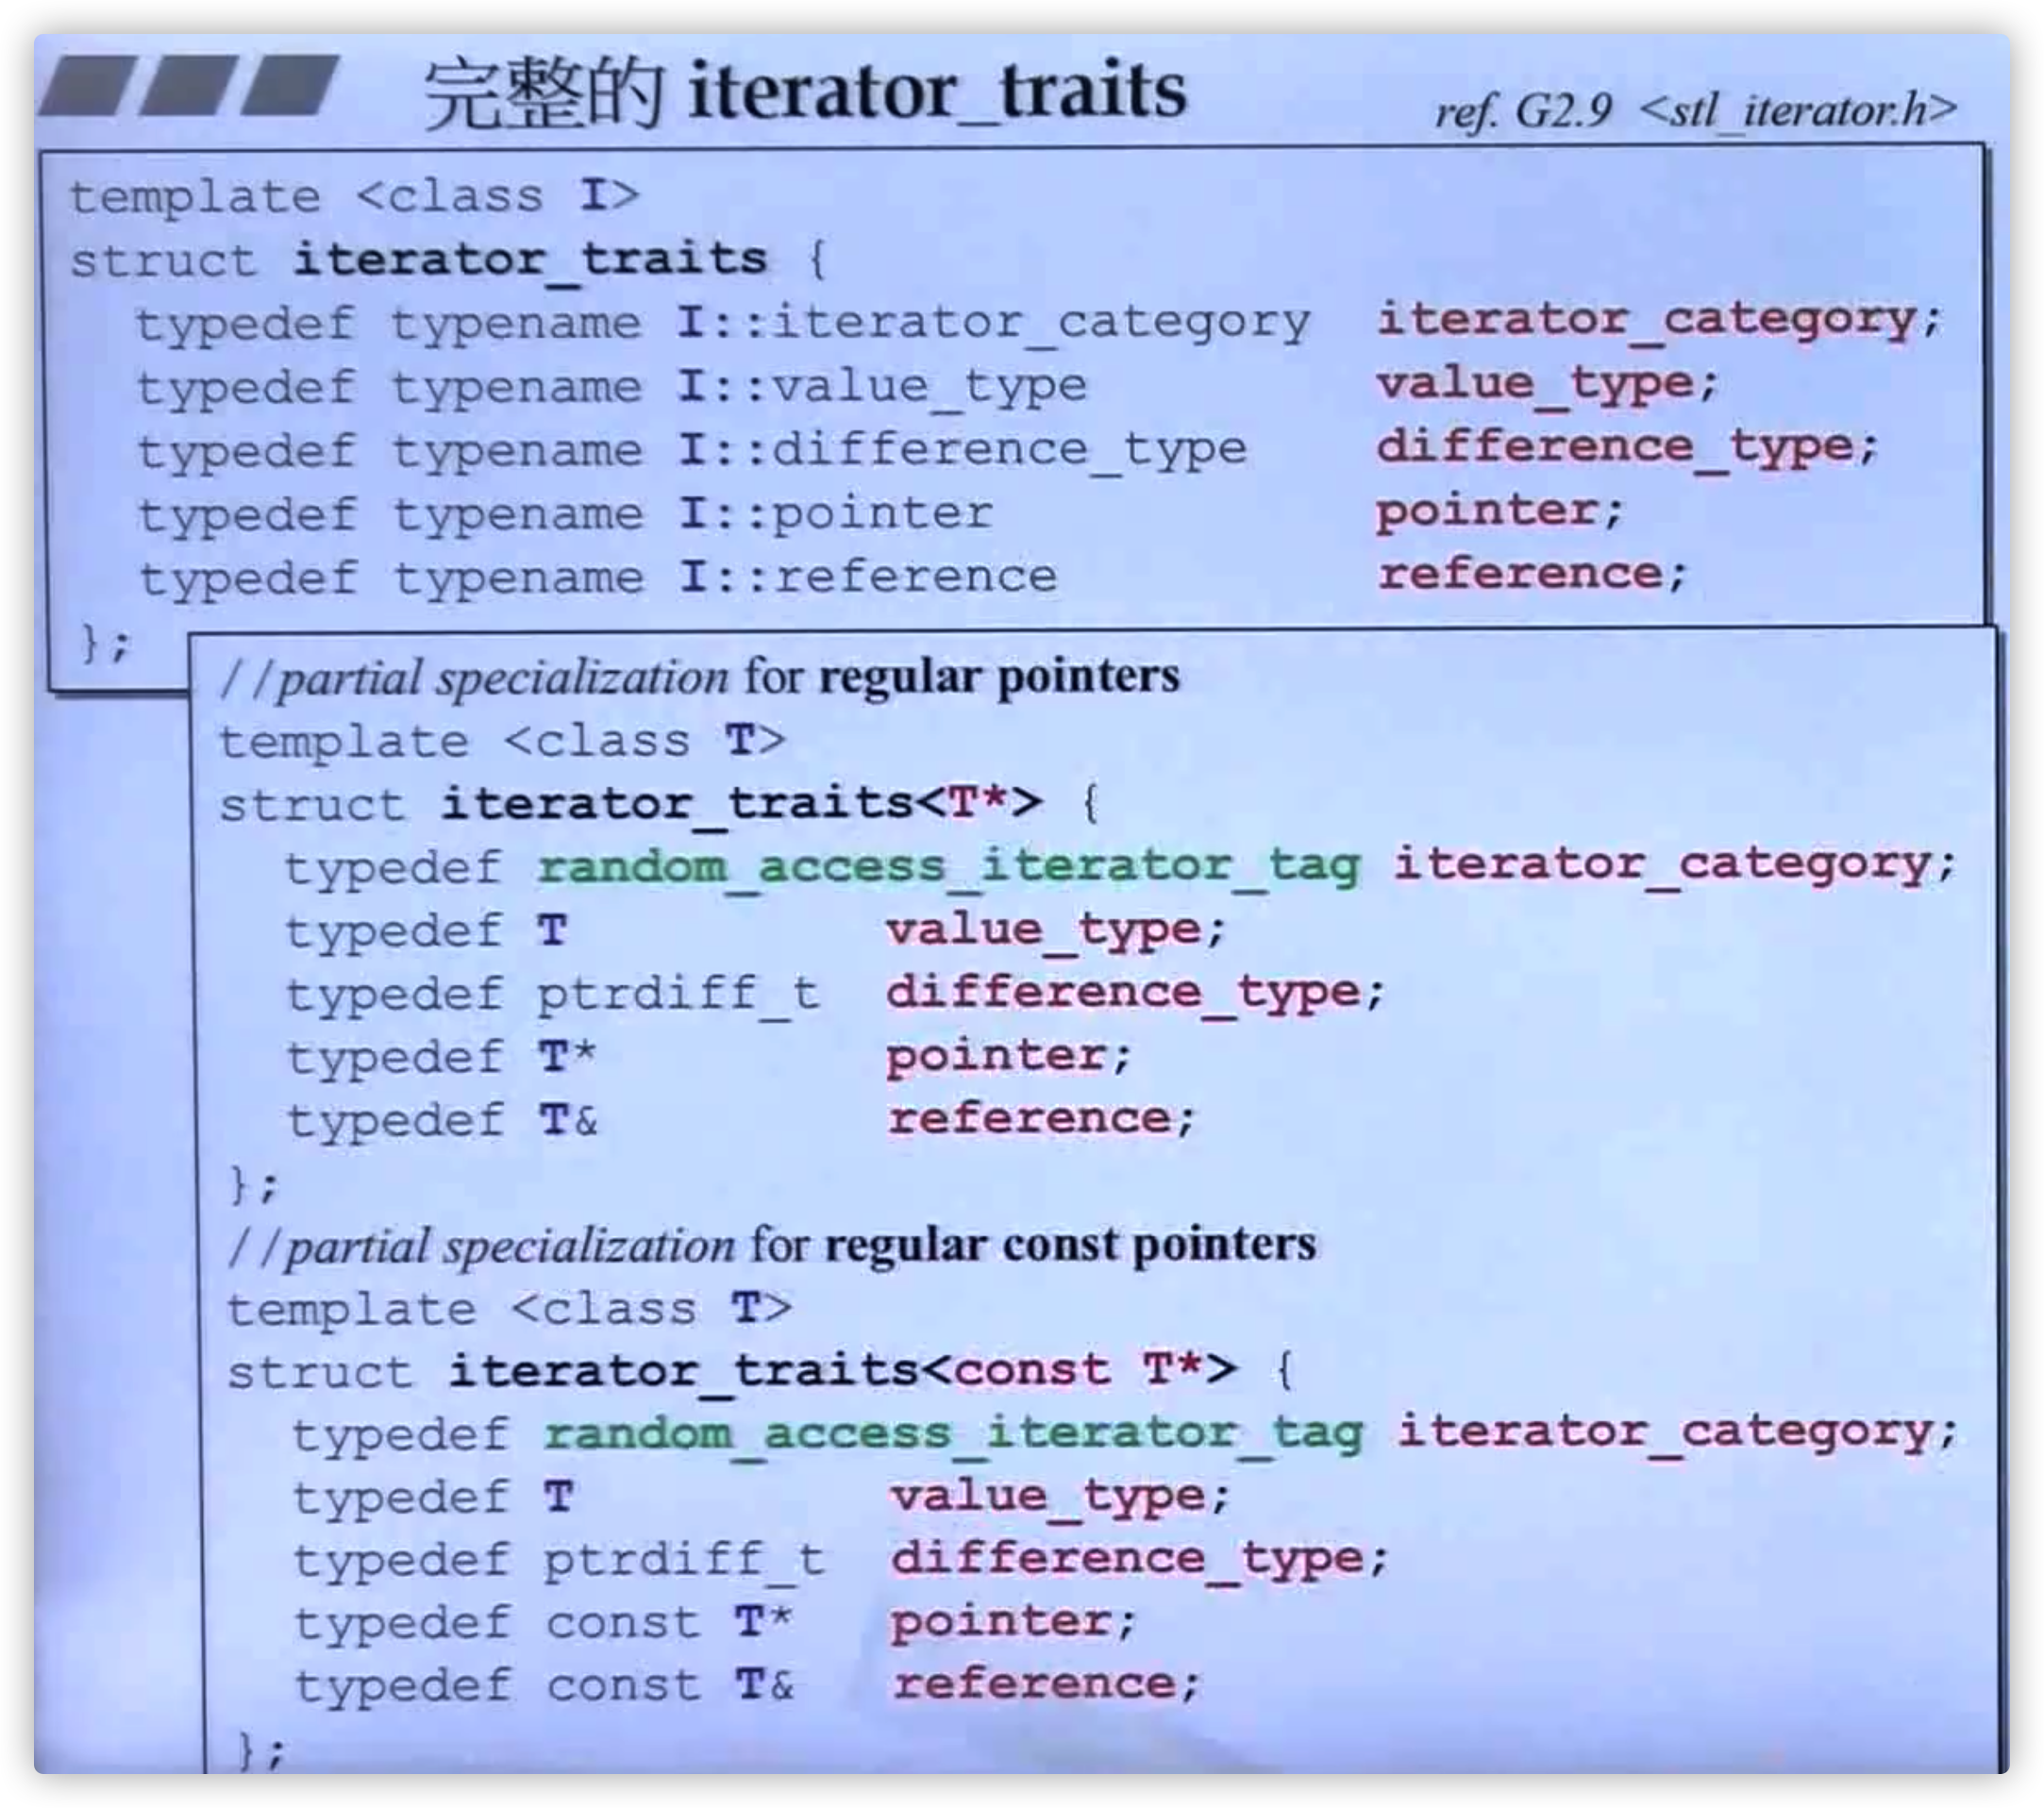 完整的 iterator_traits
ref. G2.9 <stl_iterator.h>
template <class I>
struct iterator_traits {
typedef typename I::iterator_category iterator_category;
typedef typename I::value_type value_type;
typedef typename I::difference_type difference_type;
typedef typename I::pointer pointer;
typedef typename I::reference reference;
};
//partial specialization for regular pointers
template <class T>
struct iterator_traits<T*> {
typedef random_access_iterator_tag iterator_category;
typedef T value_type;
typedef ptrdiff_t difference_type;
typedef T* pointer;
typedef T& reference;
};
//partial specialization for regular const pointers
template <class T>
struct iterator_traits<const T*> {
typedef random_access_iterator_tag iterator_category;
typedef T value_type;
typedef ptrdiff_t difference_type;
typedef const T* pointer;
typedef const T& reference;
};